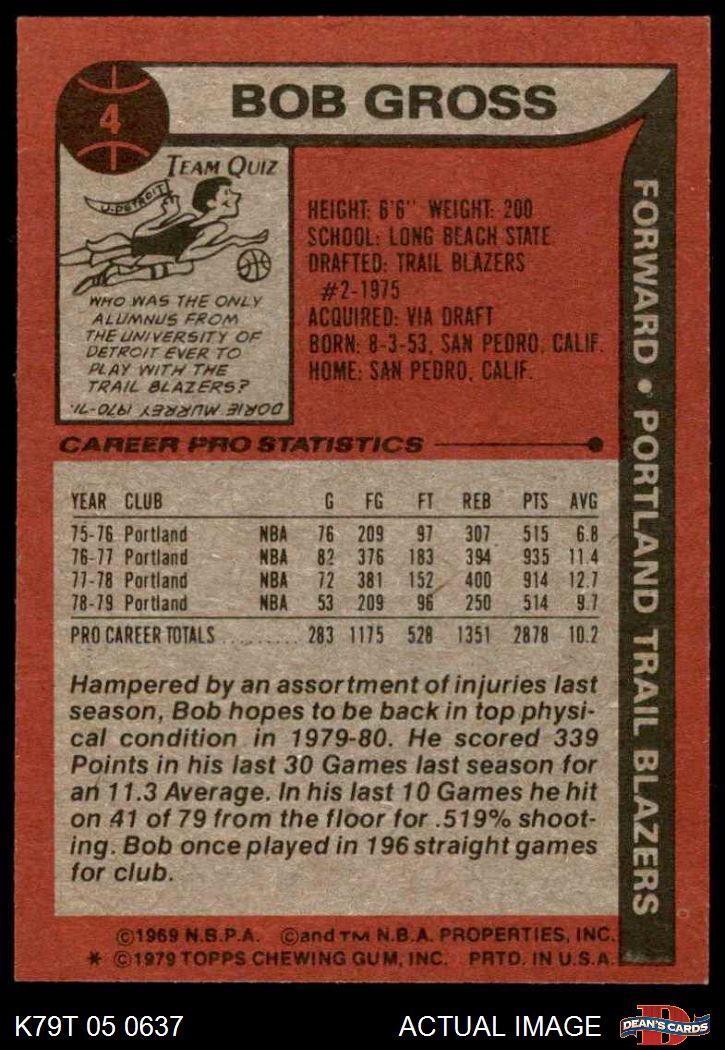 4
BOB GROSS
TEAM QUIZ
U-DETROIT
WHO WAS THE ONLY
ALUMNUS FROM
THE UNIVERSITY OF
DETROIT EVER TO
PLAY WITH THE
TRAIL BLAZERS?
DORIE MURREY 1970-71.
HEIGHT: 6'6" WEIGHT: 200
SCHOOL: LONG BEACH STATE
DRAFTED: TRAIL BLAZERS
#2-1975
ACQUIRED: VIA DRAFT
BORN: 8-3-53, SAN PEDRO, CALIF.
HOME: SAN PEDRO, CALIF.
FORWARD • PORTLAND TRAIL BLAZERS
CAREER PRO STATISTICS
YEAR CLUB G FG FT REB PTS AVG
75-76 Portland NBA 76 209 97 307 515 6.8
76-77 Portland NBA 82 376 183 394 935 11.4
77-78 Portland NBA 72 381 152 400 914 12.7
78-79 Portland NBA 53 209 96 250 514 9.7
PRO CAREER TOTALS .......... 283 1175 528 1351 2878 10.2
Hampered by an assortment of injuries last
season, Bob hopes to be back in top physi-
cal condition in 1979-80. He scored 339
Points in his last 30 Games last season for
an 11.3 Average. In his last 10 Games he hit
on 41 of 79 from the floor for .519% shoot-
ing. Bob once played in 196 straight games
for club.
©1969 N.B.P.A. ©and TM N.B.A. PROPERTIES, INC.
* ©1979 TOPPS CHEWING GUM, INC. PRTD. IN U.S.A.
K79T 05 0637 ACTUAL IMAGE
D
DEAN'S CARDS